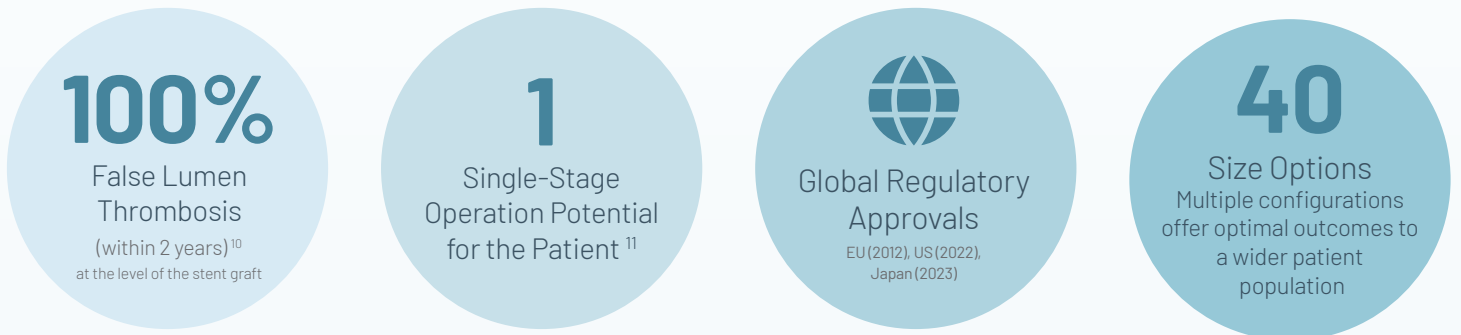 100%
False Lumen
Thrombosis
(within 2 years) 10
at the level of the stent graft
1
Single-Stage
Operation Potential
for the Patient 11
Global Regulatory
Approvals
EU (2012), US (2022),
Japan (2023)
40
Size Options
Multiple configurations
offer optimal outcomes to
a wider patient
population